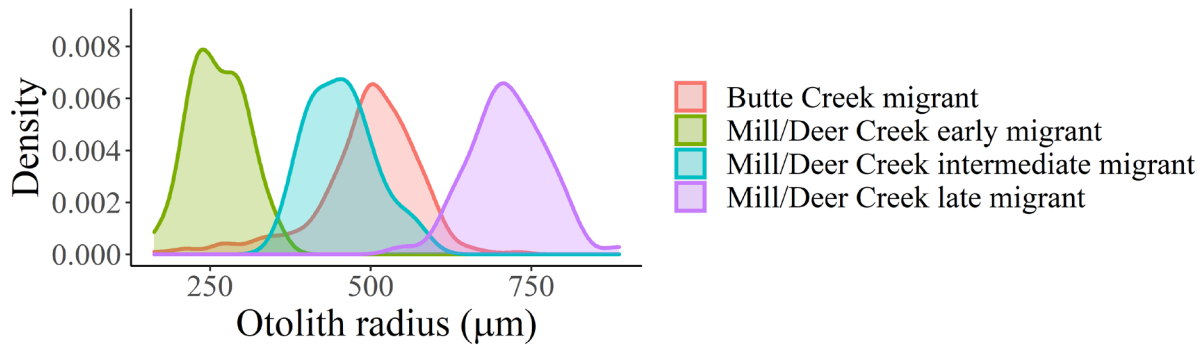 Density
0.008
0.006
0.004
0.002
0.000
250
500
750
Otolith radius (μm)
Butte Creek migrant
Mill/Deer Creek early migrant
Mill/Deer Creek intermediate migrant
Mill/Deer Creek late migrant